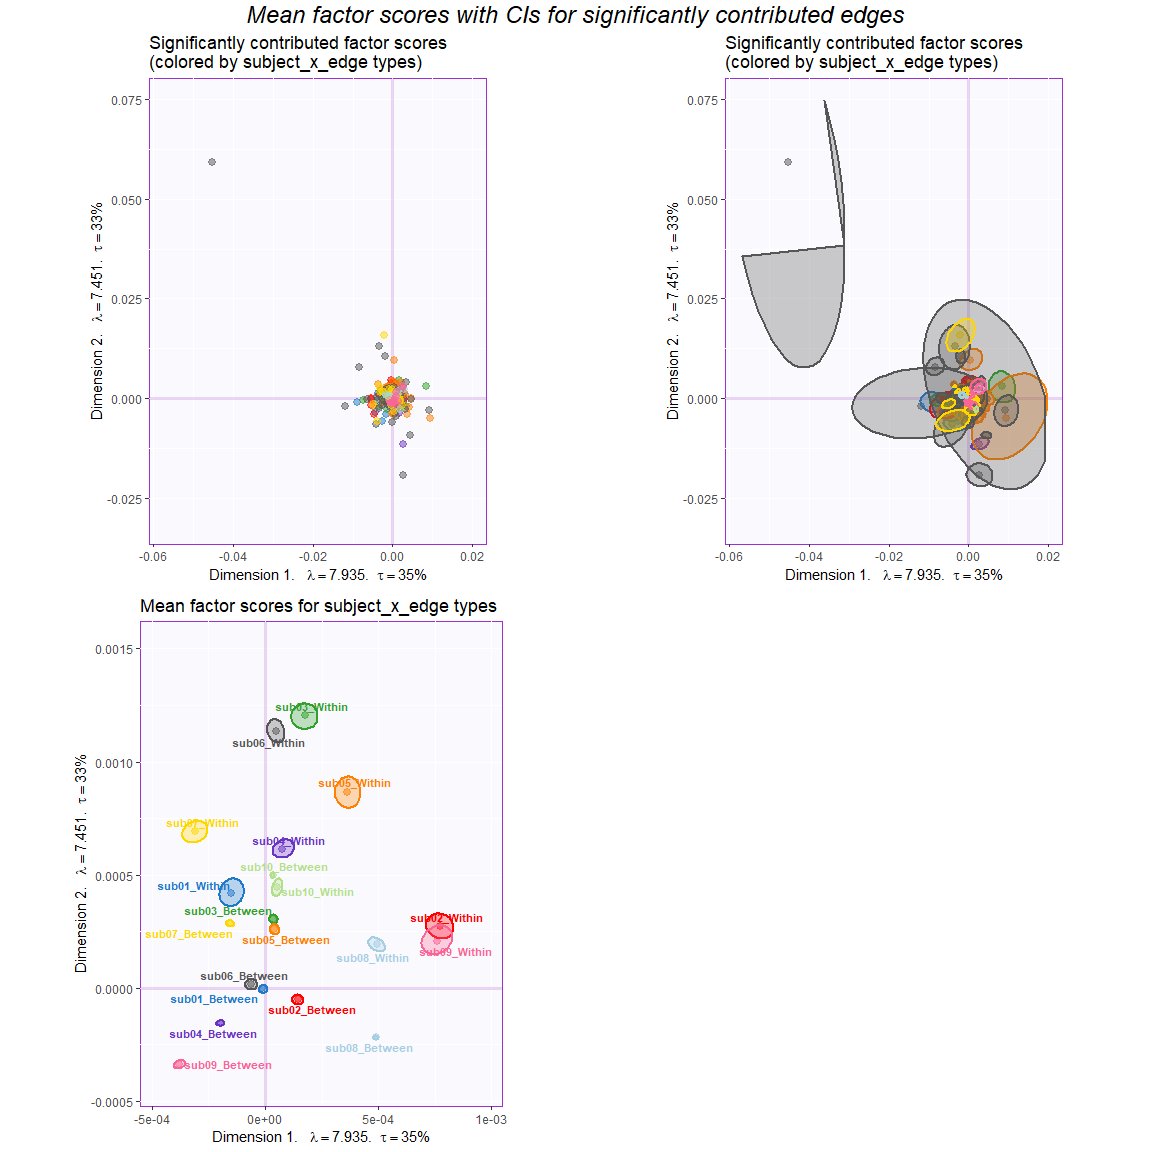 Mean factor scores with CIs for significantly contributed edges
Significantly contributed factor scores
(colored by subject_x_edge types)
0.075
0.050
0.025
0.000
-0.025
-0.06
-0.04
-0.02
0.00
0.02
Dimension 2. λ = 7.451. τ = 33%
Dimension 1. λ = 7.935. τ = 35%
Significantly contributed factor scores
(colored by subject_x_edge types)
0.075
0.050
0.025
0.000
-0.025
-0.06
-0.04
-0.02
0.00
0.02
Dimension 2. λ = 7.451. τ = 33%
Dimension 1. λ = 7.935. τ = 35%
Mean factor scores for subject_x_edge types
0.0015
0.0010
0.0005
0.0000
-0.0005
sub03_Within
sub06_Within
sub05_Within
sub07_Within
sub04_Within
sub10_Between
sub01_Within
sub10_Within
sub03_Between
sub02_Within
sub07_Between
sub05_Between
sub09_Within
sub08_Within
sub06_Between
sub01_Between
sub02_Between
sub04_Between
sub08_Between
sub09_Between
-5e-04
0e+00
5e-04
1e-03
Dimension 2. λ = 7.451. τ = 33%
Dimension 1. λ = 7.935. τ = 35%